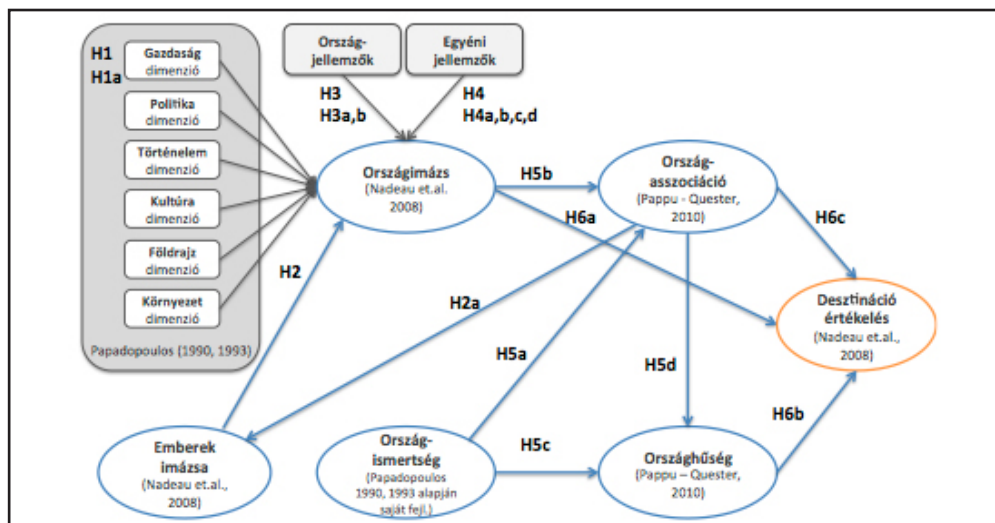 H1
H1a
Gazdaság
dimenzió
Politika
dimenzió
Történelem
dimenzió
Kultúra
dimenzió
Földrajz
dimenzió
Környezet
dimenzió
Papadopoulos (1990, 1993)
Ország-
jellemzők
Egyéni
jellemzők
H3
H3a,b
H4
H4a,b,c,d
Országimázs
(Nadeau et.al.
2008)
H5b
Ország-
asszociáció
(Pappu - Quester,
2010)
H6a
H6c
H2
H2a
H5a
H5d
Desztináció
értékelés
(Nadeau et.al.,
2008)
H6b
Emberek
imázsa
(Nadeau et.al.,
2008)
Ország-
ismertség
(Papadopoulos
1990, 1993 alapján
saját fejl.)
H5c
Országhűség
(Pappu – Quester,
2010)